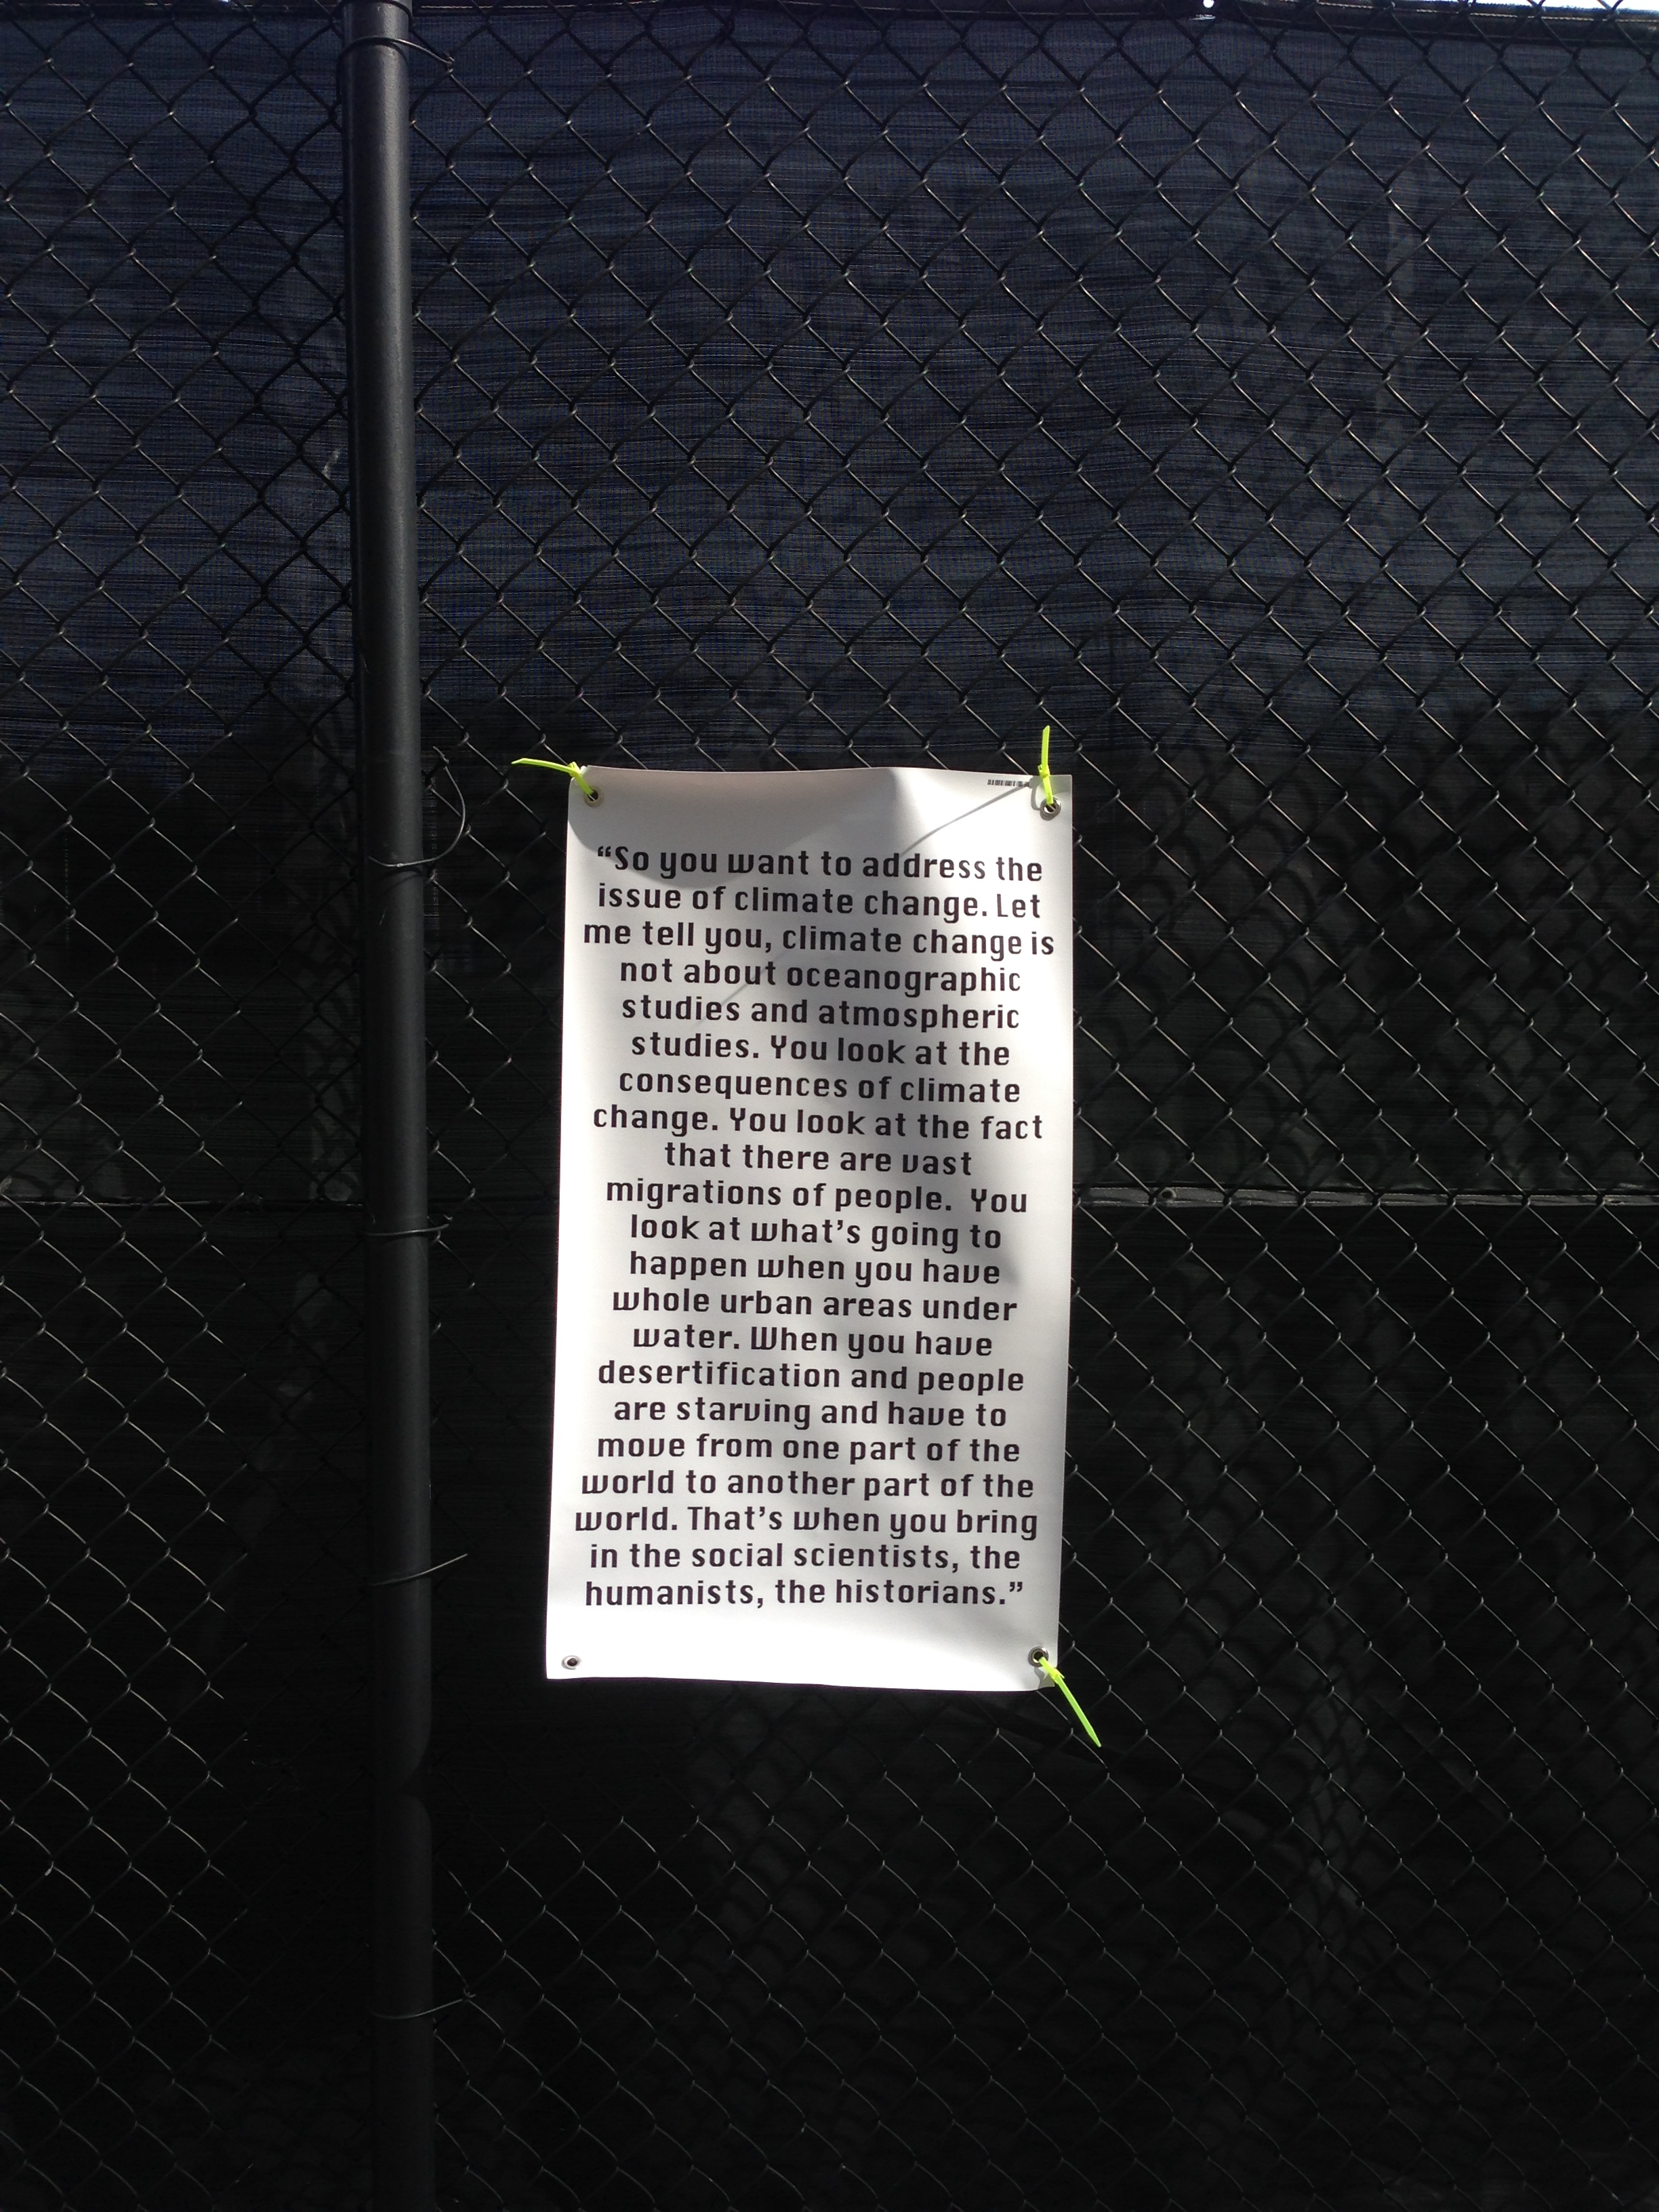 “So you want to address the
issue of climate change. Let
me tell you, climate change is
not about oceanographic
studies and atmospheric
studies. You look at the
consequences of climate
change. You look at the fact
that there are vast
migrations of people.  You
look at what’s going to
happen when you have
whole urban areas under
water. When you have
desertification and people
are starving and have to
move from one part of the
world to another part of the
world. That’s when you bring
in the social scientists, the
humanists, the historians.”